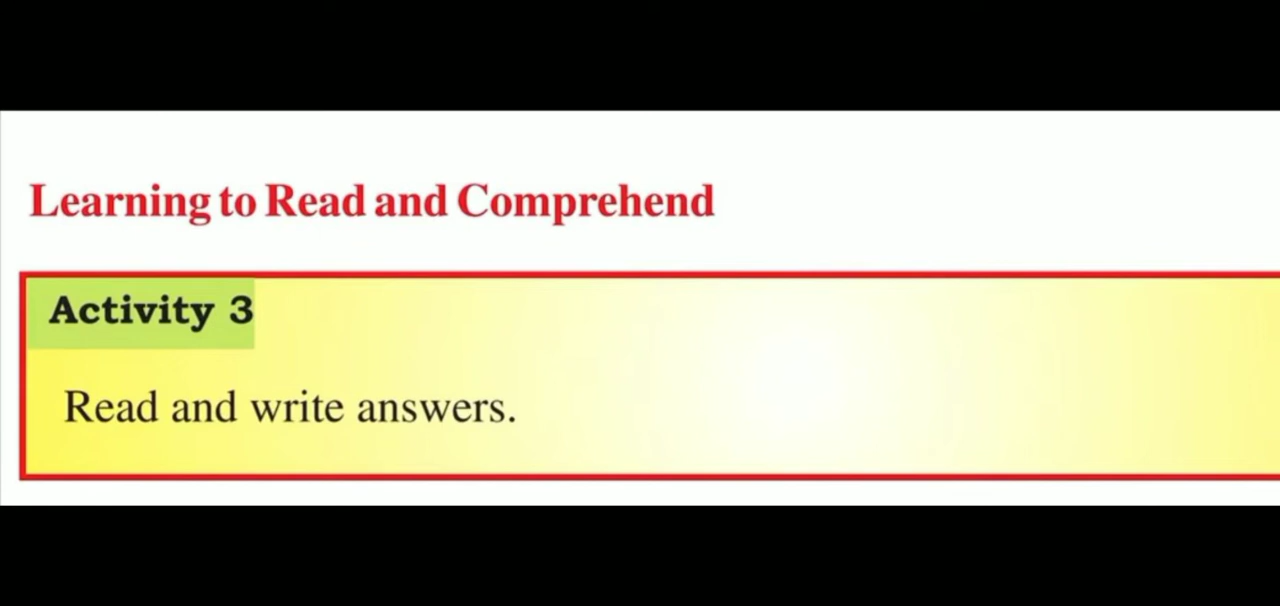 Learning to Read and Comprehend
Activity 3
Read and write answers.